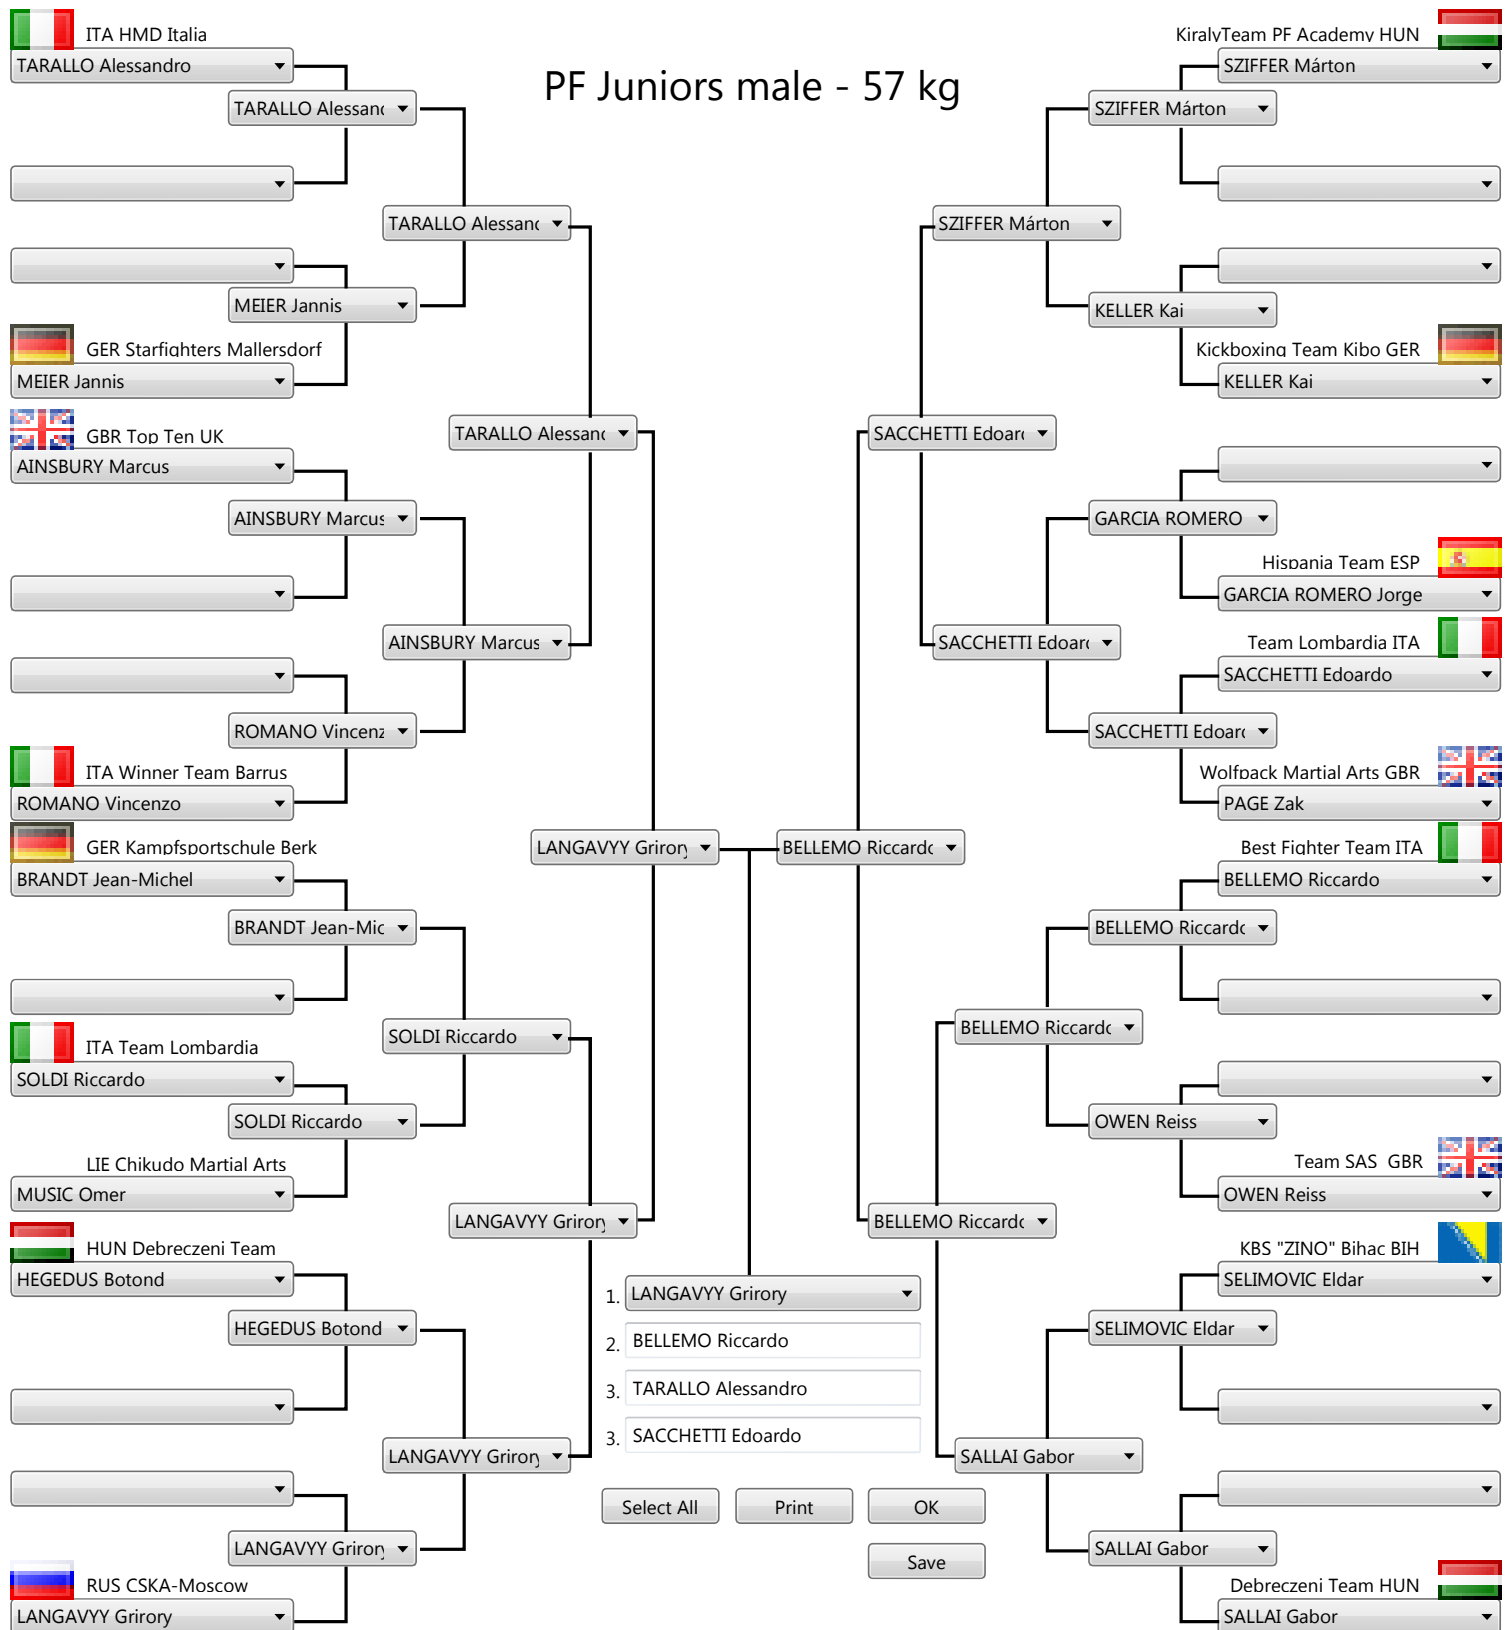 PF Juniors male - 57 kg
ITA HMD Italia
TARALLO Alessandro
TARALLO Alessand
TARALLO Alessand
MEIER Jannis
GER Starfighters Mallersdorf
MEIER Jannis
GBR Top Ten UK
AINSBURY Marcus
TARALLO Alessand
AINSBURY Marcus
AINSBURY Marcus
ROMANO Vincenz
ITA Winner Team Barrus
ROMANO Vincenzo
GER Kampfsportschule Berk
BRANDT Jean-Michel
LANGAVYY Grirory
BRANDT Jean-Mic
SOLDI Riccardo
ITA Team Lombardia
SOLDI Riccardo
SOLDI Riccardo
LIE Chikudo Martial Arts
MUSIC Omer
LANGAVYY Grirory
HUN Debreczeni Team
HEGEDUS Botond
HEGEDUS Botond
LANGAVYY Grirory
LANGAVYY Grirory
RUS CSKA-Moscow
LANGAVYY Grirory
KiralyTeam PF Academy HUN
SZIFFER Márton
SZIFFER Márton
SZIFFER Márton
KELLER Kai
Kickboxing Team Kibo GER
KELLER Kai
SACCHETTI Edoard
GARCIA ROMERO
Hispania Team ESP
GARCIA ROMERO Jorge
SACCHETTI Edoard
Team Lombardia ITA
SACCHETTI Edoardo
SACCHETTI Edoard
Wolfpack Martial Arts GBR
PAGE Zak
BELLEMO Riccardo
Best Fighter Team ITA
BELLEMO Riccardo
BELLEMO Riccardo
BELLEMO Riccardo
OWEN Reiss
Team SAS GBR
OWEN Reiss
BELLEMO Riccardo
KBS "ZINO" Bihac BIH
SELIMOVIC Eldar
SELIMOVIC Eldar
SALLAI Gabor
SALLAI Gabor
Debreczeni Team HUN
SALLAI Gabor
1. LANGAVYY Grirory
2. BELLEMO Riccardo
3. TARALLO Alessandro
3. SACCHETTI Edoardo
Select All Print OK
Save